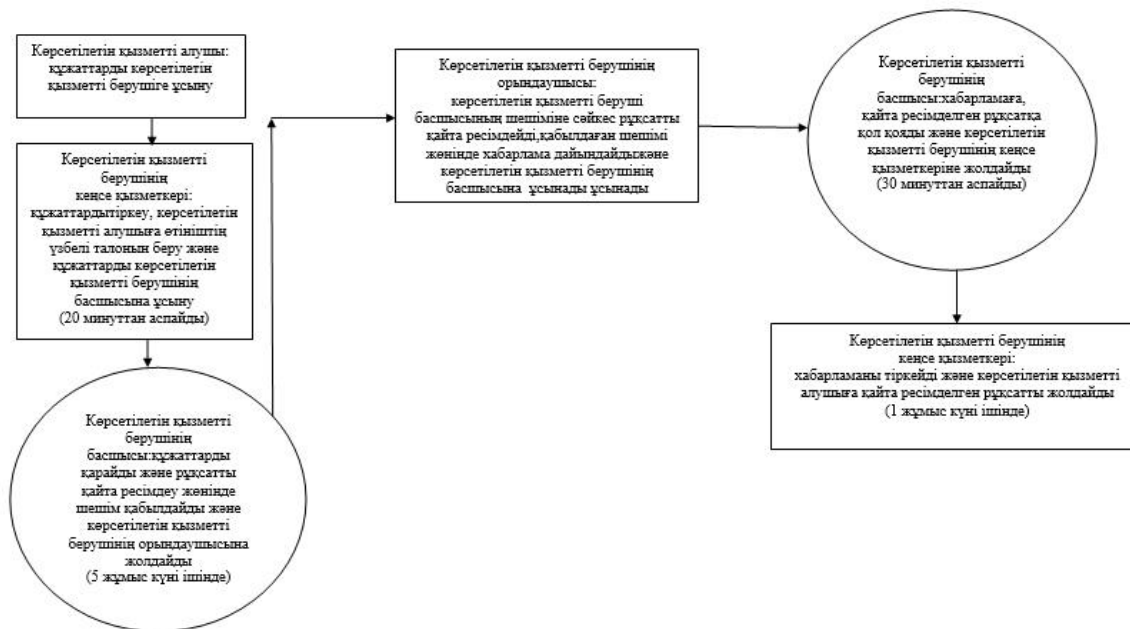 Көрсетілетін қызметті алушы:
құжаттарды көрсетілетін
қызметті берушіге ұсыну
Көрсетілетін қызметті
берушінің
кеңсе қызметкері:
құжаттардытіркеу, көрсетілетін
қызметті алушыға өтініштің
үзбелі талонын беру және
құжаттарды көрсетілетін
қызметті берушінің
басшысына ұсыну
(20 минуттан аспайды)
Көрсетілетін қызметті
берушінің
басшысы:құжаттарды
қарайды және рұқсатты
қайта ресімдеу жөнінде
шешім қабылдайды және
көрсетілетін қызметті
берушінің орындаушысына
жолдайды
(5 жұмыс күні ішінде)
Көрсетілетін қызметті берушінің
орындаушысы:
көрсетілетін қызметті беруші
басшысының шешіміне сәйкес рұқсатты
қайта ресімдейді,қабылдаған шешімі
жөнінде хабарлама дайындайдыжәне
көрсетілетін қызметті берушінің
басшысына ұсынады ұсынады
Көрсетілетін қызметті
берушінің
басшысы:хабарламаға,
қайта ресімделген рұқсатқа
қол қояды және көрсетілетін
қызметті берушінің кеңсе
қызметкеріне жолдайды
(30 минуттан аспайды)
Көрсетілетін қызметті берушінің
кеңсе қызметкері:
хабарламаны тіркейді және көрсетілетін қызметті
алушыға қайта ресімделген рұқсатты жолдайды
(1 жұмыс күні ішінде)